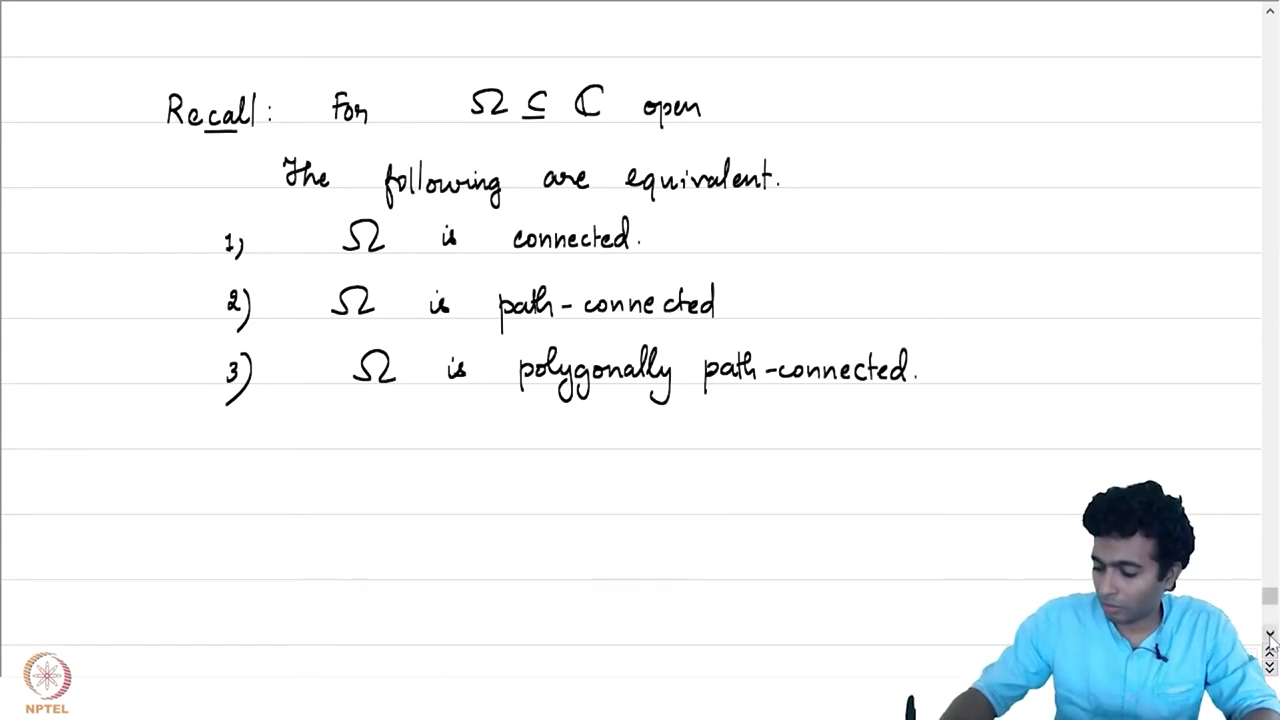 Recall: For Ω ⊆ ℂ open
The following are equivalent.
1) Ω is connected.
2) Ω is path-connected
3) Ω is polygonally path-connected.
NPTEL